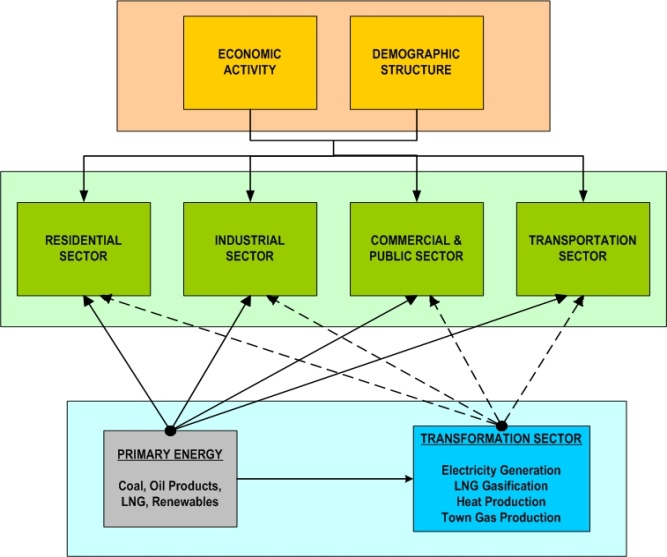 ECONOMIC
ACTIVITY
DEMOGRAPHIC
STRUCTURE
RESIDENTIAL
SECTOR
INDUSTRIAL
SECTOR
COMMERCIAL &
PUBLIC SECTOR
TRANSPORTATION
SECTOR
PRIMARY ENERGY
Coal, Oil Products,
LNG, Renewables
TRANSFORMATION SECTOR
Electricity Generation
LNG Gasification
Heat Production
Town Gas Production